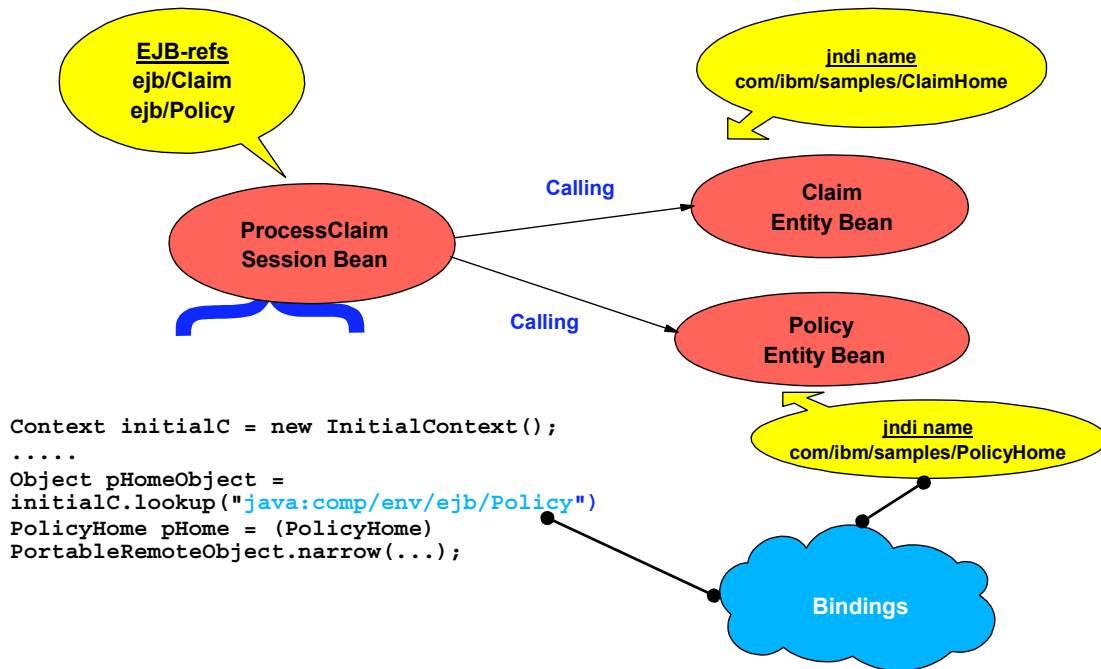 EJB-refs
ejb/Claim
ejb/Policy
jndi name
com/ibm/samples/ClaimHome
Calling
Claim
Entity Bean
ProcessClaim
Session Bean
Calling
Policy
Entity Bean
jndi name
com/ibm/samples/PolicyHome
Context initialC = new InitialContext();
.....
Object pHomeObject =
initialC.lookup("java:comp/env/ejb/Policy")
PolicyHome pHome = (PolicyHome)
PortableRemoteObject.narrow(...);
Bindings